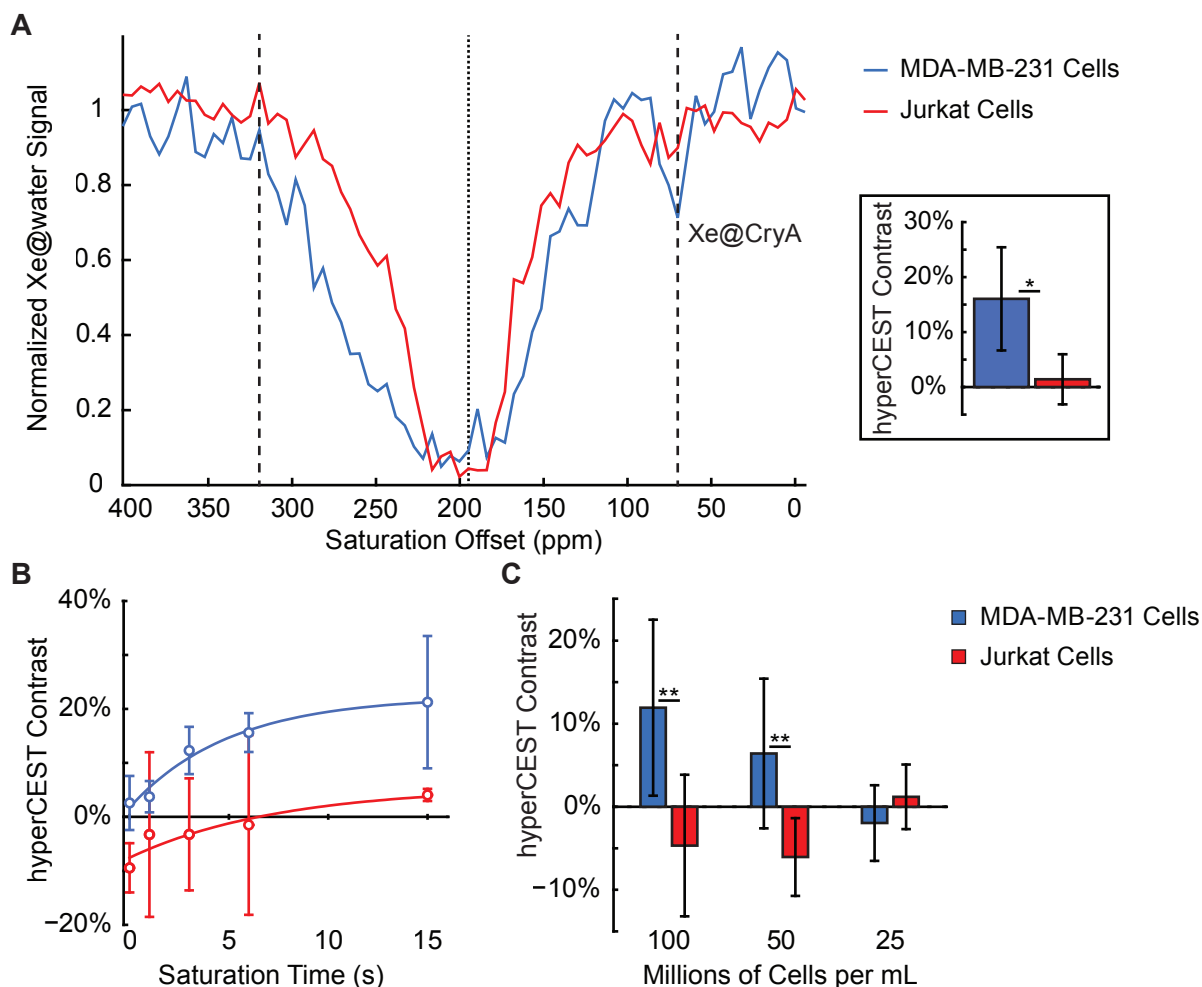 A
Normalized Xe@water Signal
1
0.8
0.6
0.4
0.2
0
400
350
300
250
200
150
100
50
0
Saturation Offset (ppm)
Xe@CryA
MDA-MB-231 Cells
Jurkat Cells
hyperCEST Contrast
30%
20%
10%
0%
*
B
hyperCEST Contrast
40%
20%
0%
−20%
0
5
10
15
Saturation Time (s)
C
hyperCEST Contrast
20%
10%
0%
−10%
**
**
100
50
25
Millions of Cells per mL
MDA-MB-231 Cells
Jurkat Cells